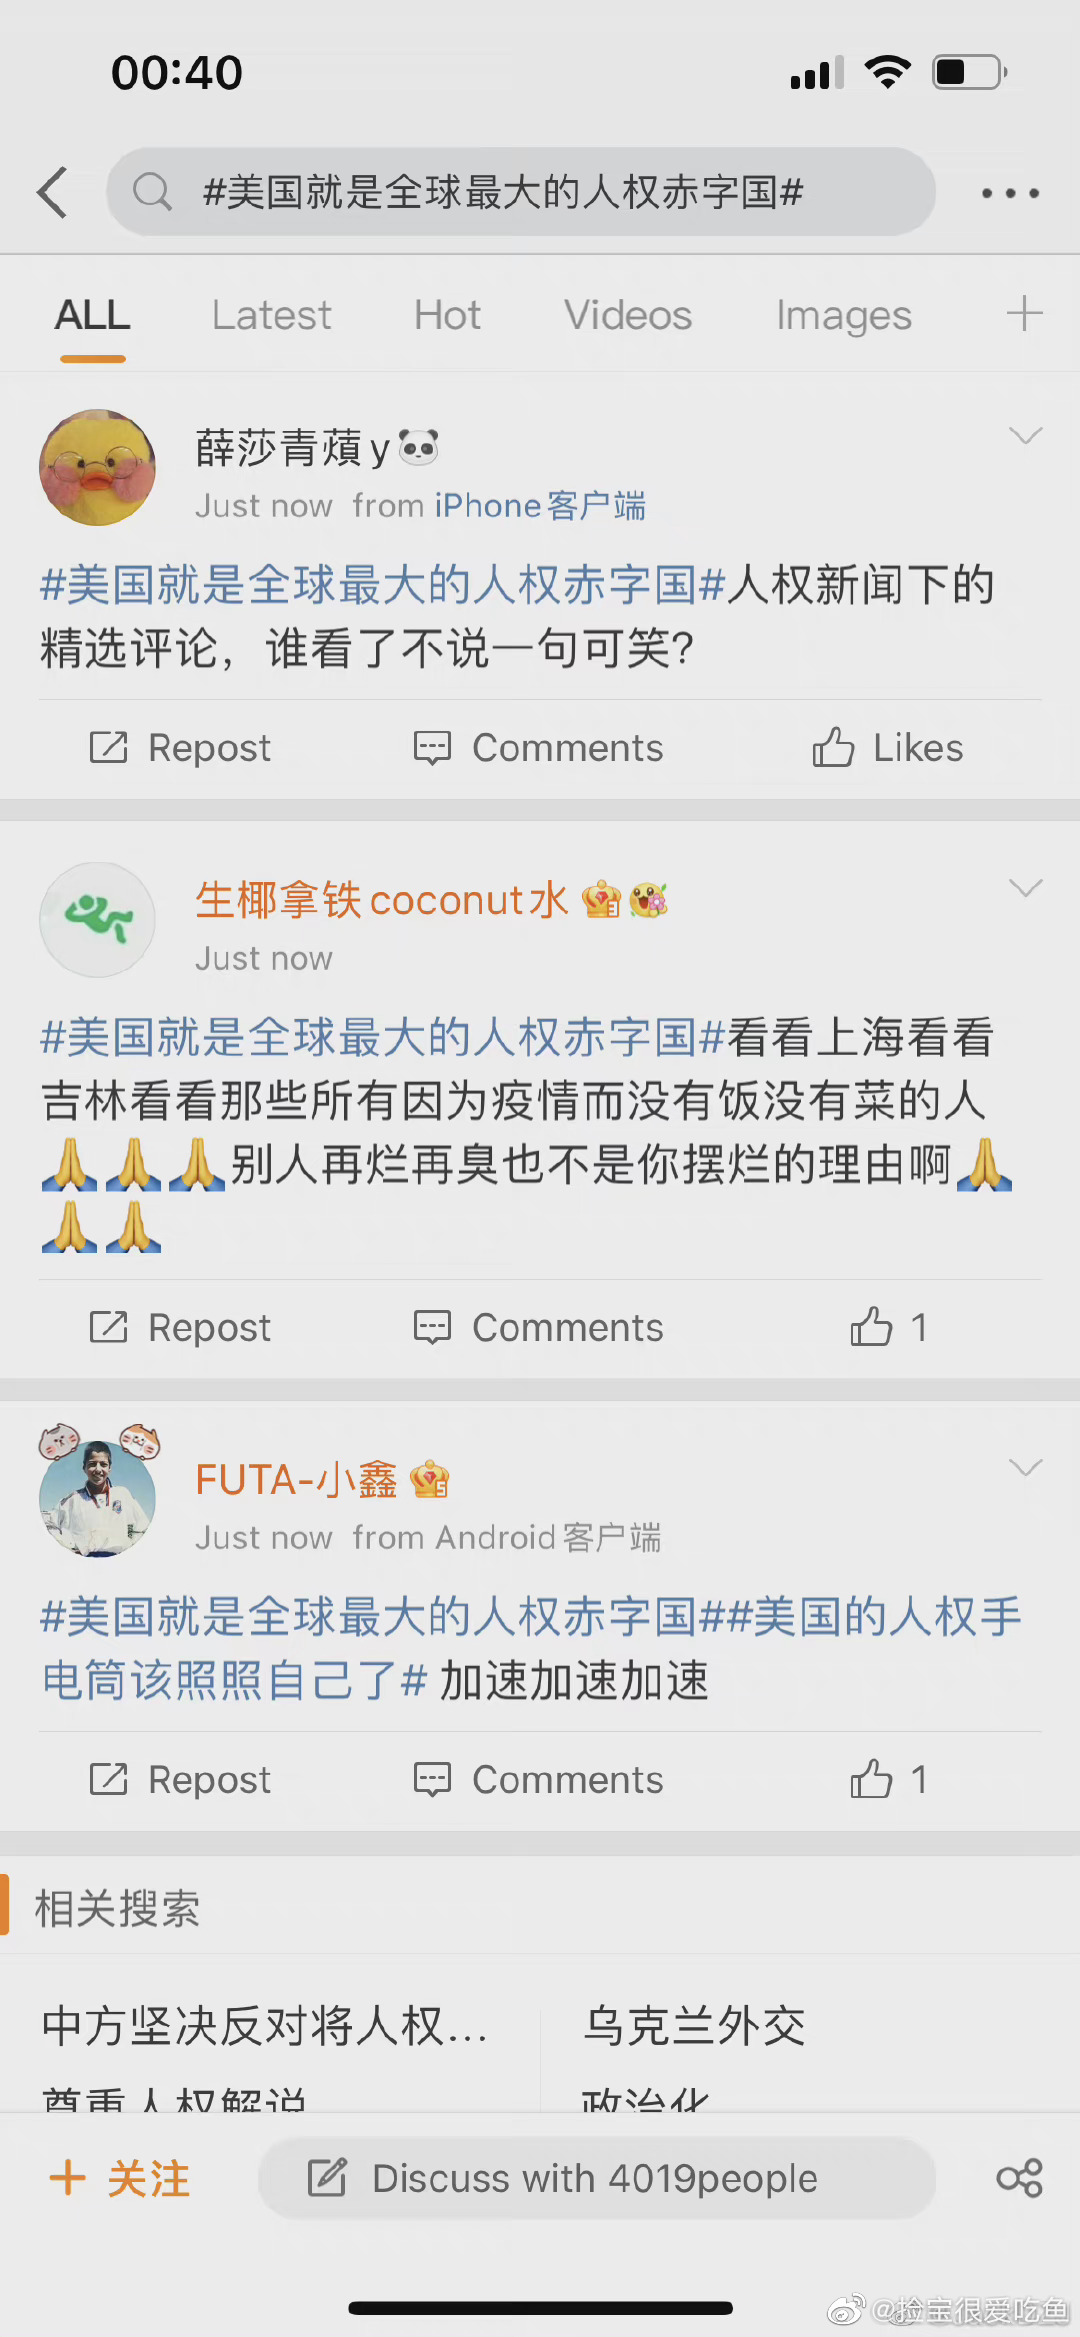 00:40
#美国就是全球最大的人权赤字国#
ALL Latest Hot Videos Images
薛莎青薠y🐼
Just now from iPhone客户端
#美国就是全球最大的人权赤字国#人权新闻下的
精选评论，谁看了不说一句可笑?
Repost Comments Likes
生椰拿铁coconut水
Just now
#美国就是全球最大的人权赤字国#看看上海看看
吉林看看那些所有因为疫情而没有饭没有菜的人
🙏🙏🙏别人再烂再臭也不是你摆烂的理由啊🙏
🙏🙏
Repost Comments 1
FUTA-小鑫
Just now from Android客户端
#美国就是全球最大的人权赤字国##美国的人权手
电筒该照照自己了# 加速加速加速
Repost Comments 1
相关搜索
中方坚决反对将人权... 乌克兰外交
尊重人权解说 政治化
+ 关注 Discuss with 4019people
@捡宝很爱吃鱼